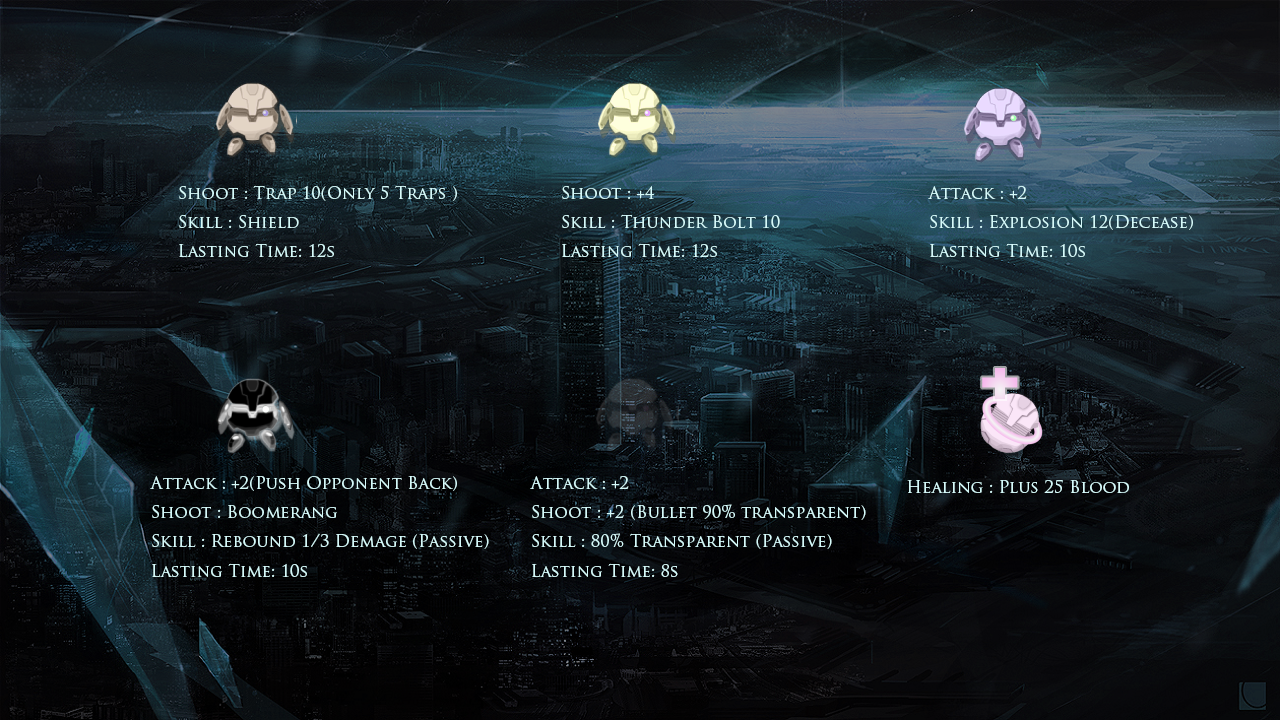 Shoot : Trap 10(Only 5 Traps )
Skill : Shield
Lasting Time: 12s
Shoot : +4
Skill : Thunder Bolt 10
Lasting Time: 12s
Attack : +2
Skill : Explosion 12(Decease)
Lasting Time: 10s
Attack : +2(Push Opponent Back)
Shoot : Boomerang
Skill : Rebound 1/3 Demage (Passive)
Lasting Time: 10s
Attack : +2
Shoot : +2 (Bullet 90% transparent)
Skill : 80% Transparent (Passive)
Lasting Time: 8s
Healing : Plus 25 Blood